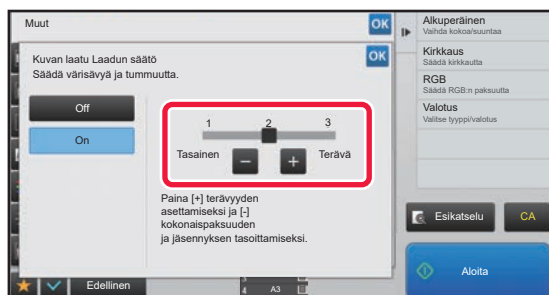 Muut
OK
Kuvan laatu Laadun säätö
Säädä värisävyä ja tummuutta.
OK
Off
On
1 2 3
Tasainen
Terävä
Paina [+] terävyyden
asettamiseksi ja [-]
kokonaispaksuuden
ja jäsennyksen tasoittamiseksi.
Edellinen
4 A3
Alkuperäinen
Vaihda kokoa/suuntaa
Kirkkaus
Säädä kirkkautta
RGB
Säädä RGB:n paksuutta
Valotus
Valitse tyyppi/valotus
Esikatselu
CA
Aloita